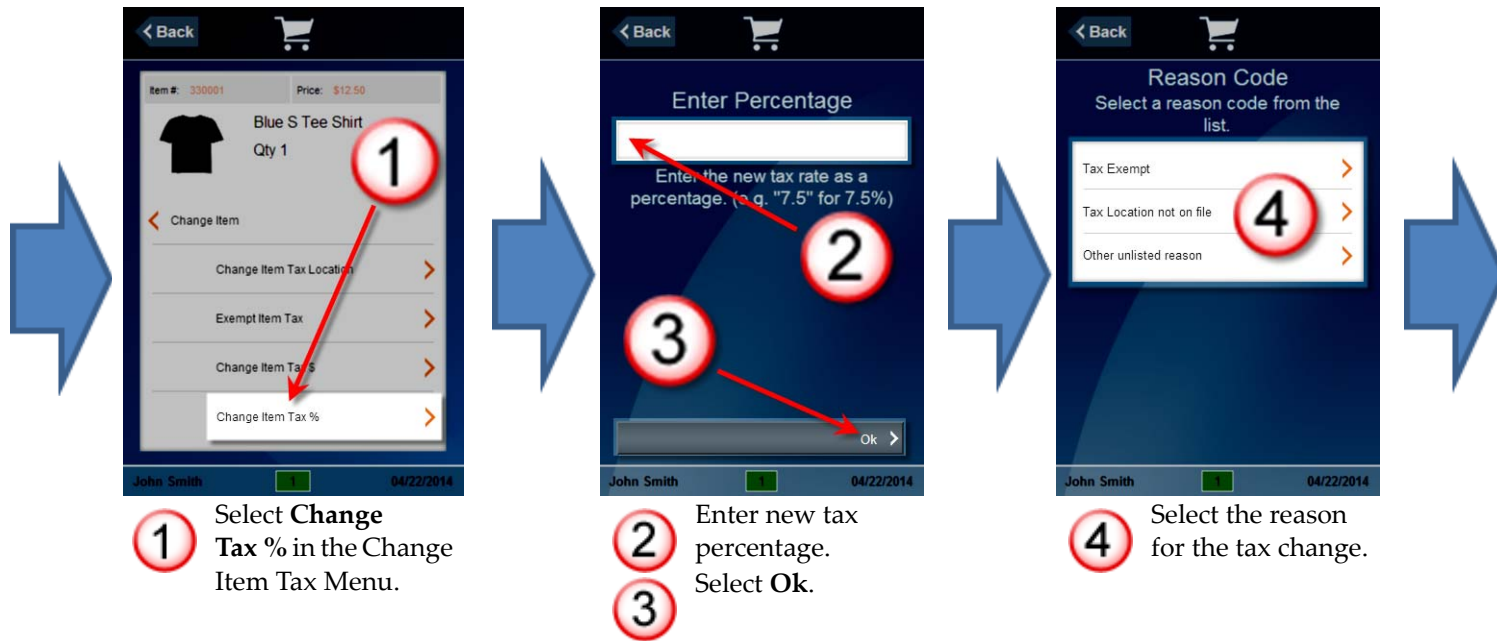 Back
Item #: 330001 Price: $12.50
Blue S Tee Shirt
Qty 1
1
Change Item
Change Item Tax Location
Exempt Item Tax
Change Item Tax $
Change Item Tax %
John Smith 1 04/22/2014
1 Select Change
Tax % in the Change
Item Tax Menu.
Back
Enter Percentage
Enter the new tax rate as a
percentage. (e.g. "7.5" for 7.5%)
2
3
Ok
John Smith 1 04/22/2014
2 Enter new tax
percentage.
3 Select Ok.
Back
Reason Code
Select a reason code from the
list.
Tax Exempt
Tax Location not on file
4
Other unlisted reason
John Smith 1 04/22/2014
4 Select the reason
for the tax change.